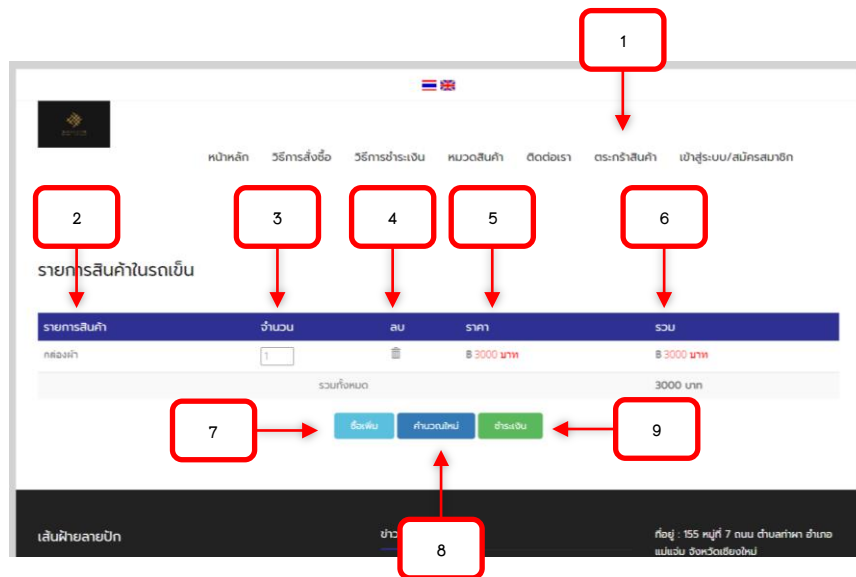 1
หน้าหลัก วิธีการสั่งซื้อ วิธีการชำระเงิน หมวดสินค้า ติดต่อเรา ตระกร้าสินค้า เข้าสู่ระบบ/สมัครสมาชิก
2 3 4 5 6
รายการสินค้าในรถเข็น
รายการสินค้า จำนวน ลบ ราคา รวม
กล่องผ้า 1 ฿ 3000 บาท ฿ 3000 บาท
รวมทั้งหมด 3000 บาท
7 ซื้อเพิ่ม คำนวณใหม่ ชำระเงิน 9
เส้นฝ้ายลายปัก ข่าว ที่อยู่ : 155 หมู่ที่ 7 ถนน ตำบลท่าผา อำเภอ
8 แม่แจ่ม จังหวัดเชียงใหม่